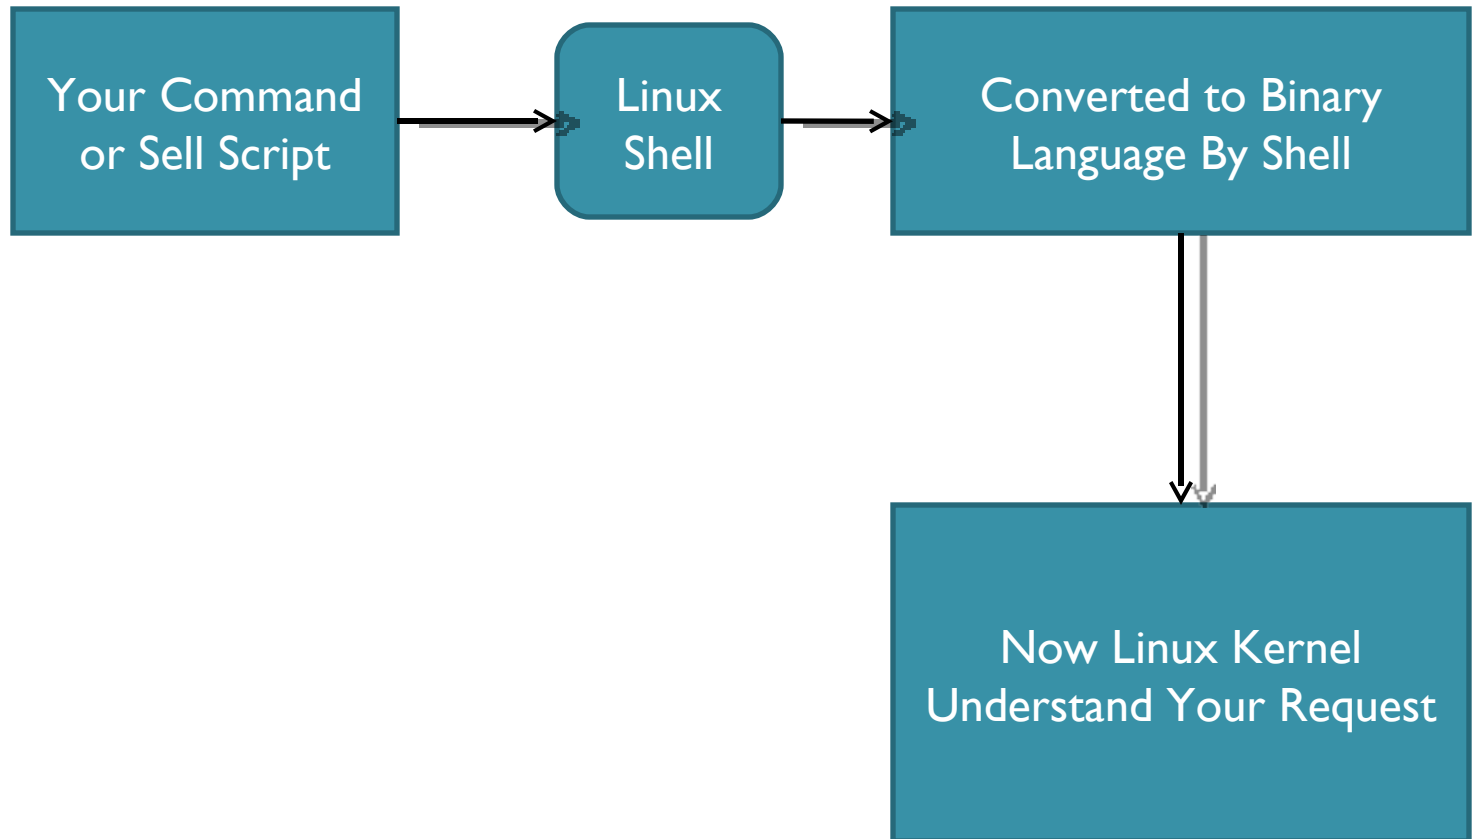 Your Command
or Sell Script
Linux
Shell
Converted to Binary
Language By Shell
Now Linux Kernel
Understand Your Request